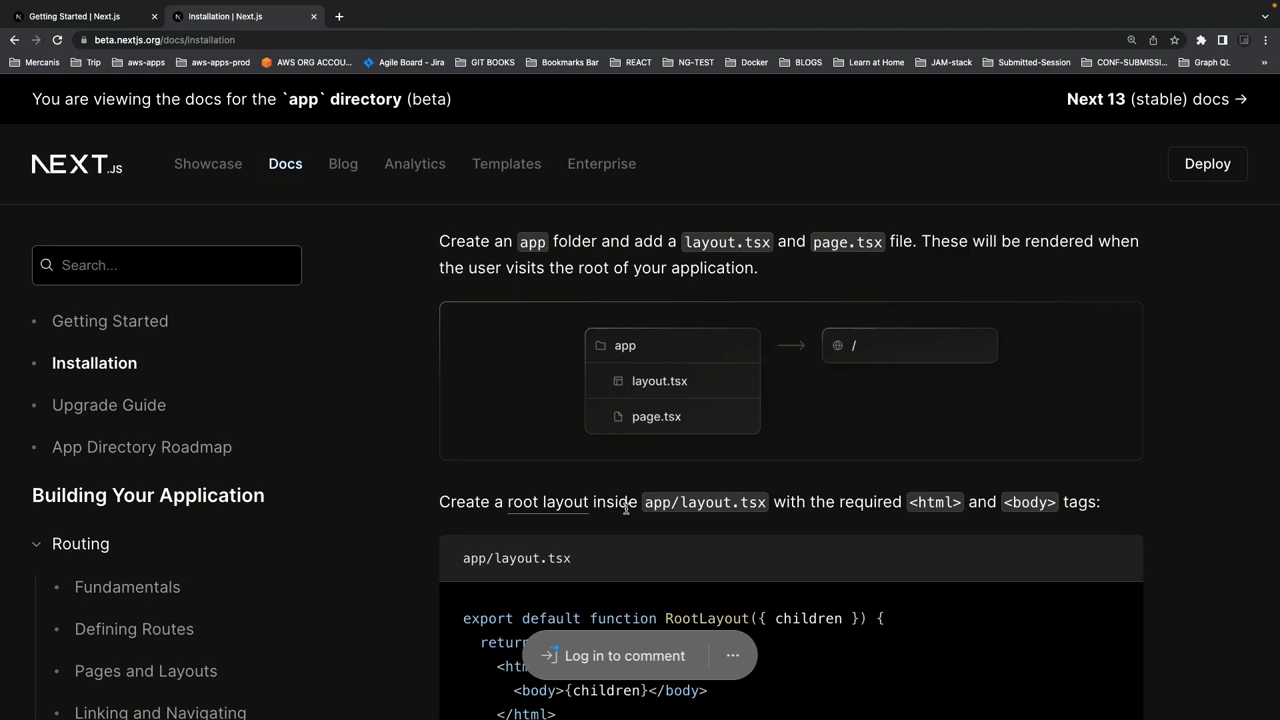 Getting Started | Next.js
Installation | Next.js
beta.nextjs.org/docs/installation
Mercanis
Trip
aws-apps
aws-apps-prod
AWS ORG ACCOU...
Agile Board - Jira
GIT BOOKS
Bookmarks Bar
REACT
NG-TEST
Docker
BLOGS
Learn at Home
JAM-stack
Submitted-Session
CONF-SUBMISSI...
Graph QL
»
You are viewing the docs for the `app` directory (beta)
Next 13 (stable) docs →
NEXT.JS
Showcase
Docs
Blog
Analytics
Templates
Enterprise
Deploy
Search...
Getting Started
Installation
Upgrade Guide
App Directory Roadmap
Building Your Application
Routing
Fundamentals
Defining Routes
Pages and Layouts
Linking and Navigating
Create an app folder and add a layout.tsx and page.tsx file. These will be rendered when
the user visits the root of your application.
app
layout.tsx
page.tsx
/
Create a root layout inside app/layout.tsx with the required <html> and <body> tags:
app/layout.tsx
export default function RootLayout({ children }) {
return
<htm
<body>{children}</body>
</html>
Log in to comment